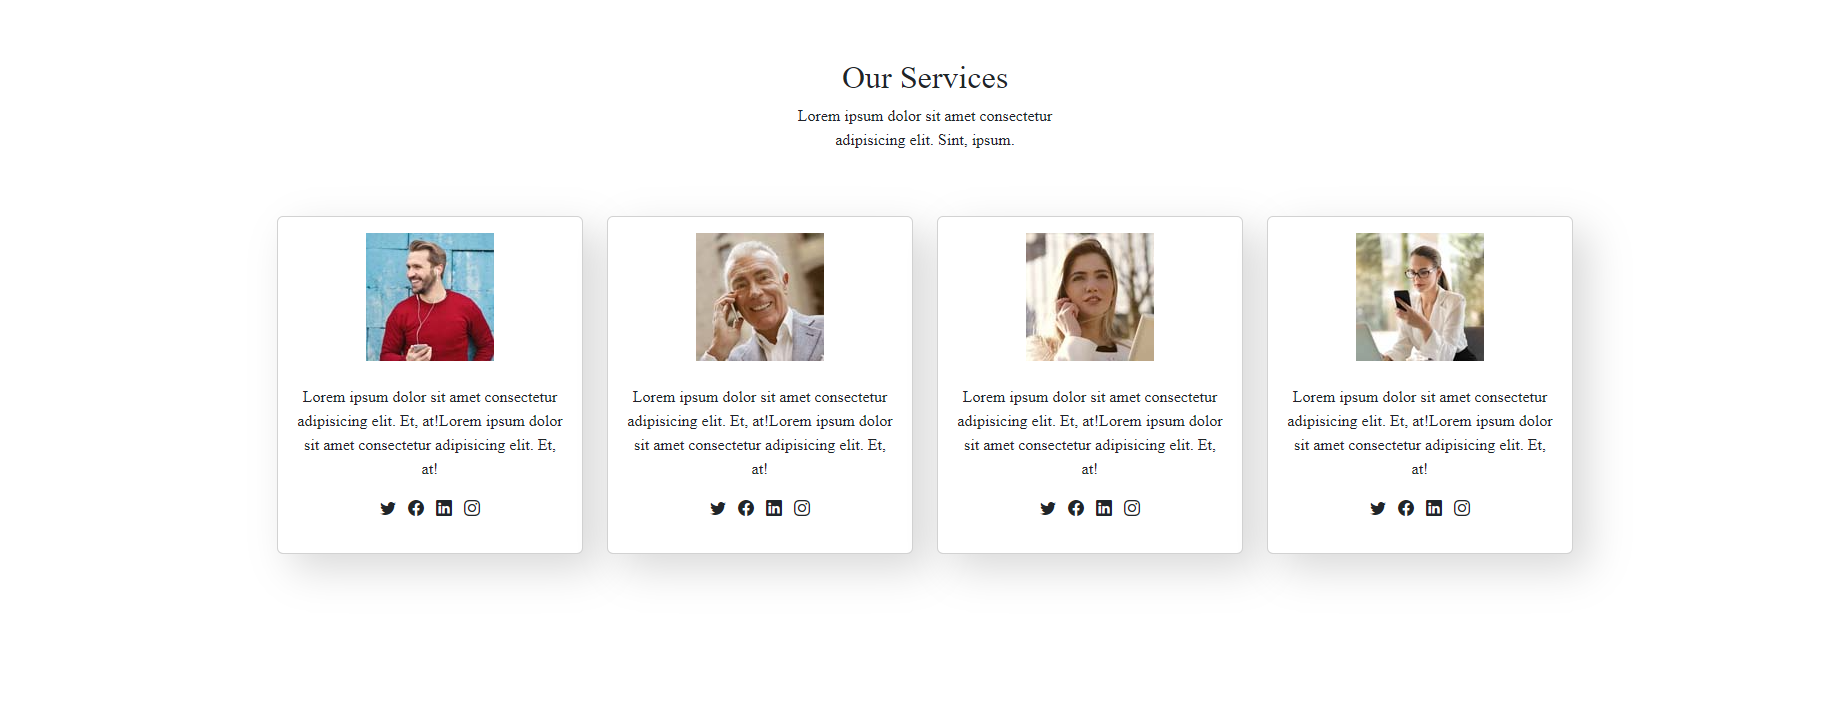 Our Services
Lorem ipsum dolor sit amet consectetur
adipisicing elit. Sint, ipsum.
Lorem ipsum dolor sit amet consectetur
adipisicing elit. Et, at!Lorem ipsum dolor
sit amet consectetur adipisicing elit. Et,
at!
Lorem ipsum dolor sit amet consectetur
adipisicing elit. Et, at!Lorem ipsum dolor
sit amet consectetur adipisicing elit. Et,
at!
Lorem ipsum dolor sit amet consectetur
adipisicing elit. Et, at!Lorem ipsum dolor
sit amet consectetur adipisicing elit. Et,
at!
Lorem ipsum dolor sit amet consectetur
adipisicing elit. Et, at!Lorem ipsum dolor
sit amet consectetur adipisicing elit. Et,
at!